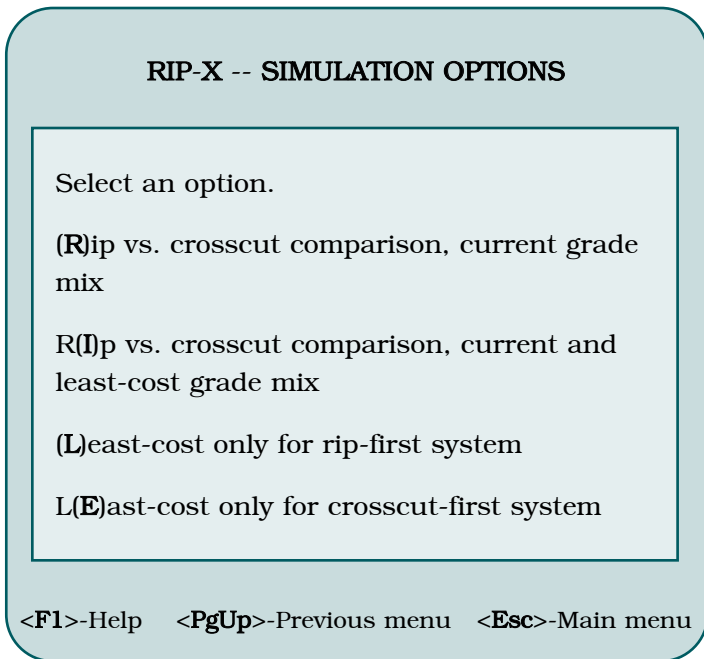 RIP-X -- SIMULATION OPTIONS
Select an option.
(R)ip vs. crosscut comparison, current grade
mix
R(I)p vs. crosscut comparison, current and
least-cost grade mix
(L)east-cost only for rip-first system
L(E)ast-cost only for crosscut-first system
<F1>-Help <PgUp>-Previous menu <Esc>-Main menu